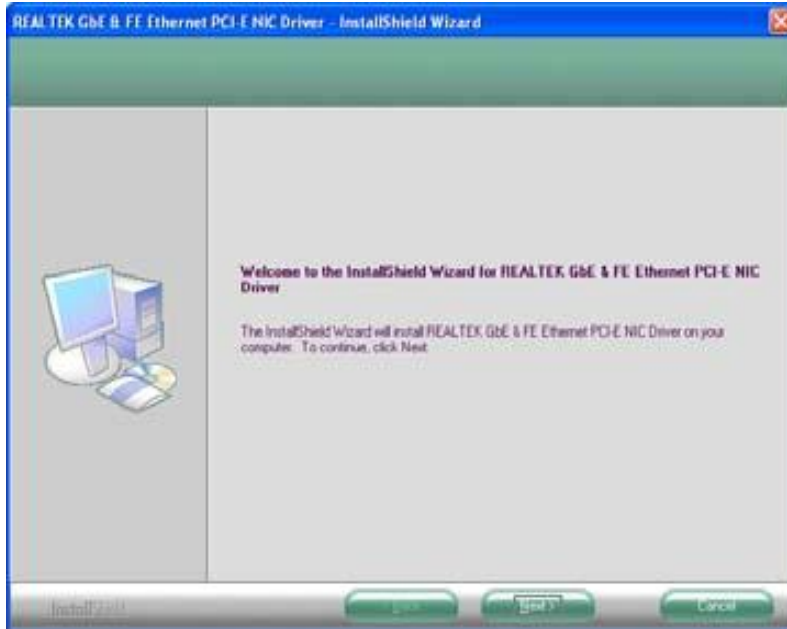 REALTEK GbE & FE Ethernet PCI-E NIC Driver - InstallShield Wizard
Welcome to the InstallShield Wizard for REALTEK GbE & FE Ethernet PCI-E NIC
Driver
The InstallShield Wizard will install REALTEK GbE & FE Ethernet PCI-E NIC Driver on your
computer. To continue, click Next
InstallShield
Next >
Cancel